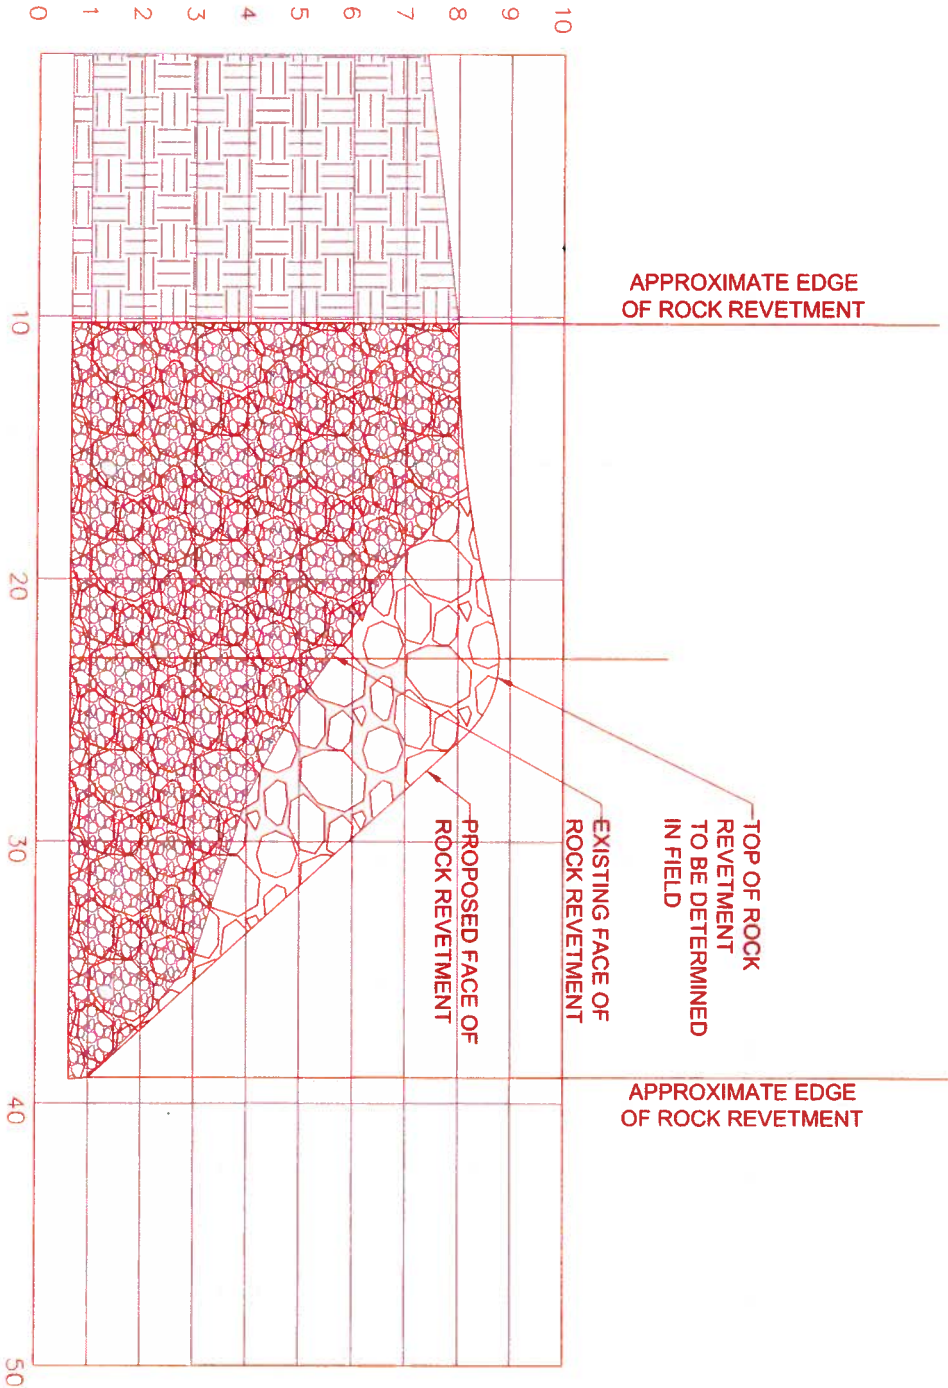 0
1
2
3
4
5
6
7
8
9
10
APPROXIMATE EDGE
OF ROCK REVETMENT
10
20
TOP OF ROCK
REVETMENT
TO BE DETERMINED
IN FIELD
EXISTING FACE OF
ROCK REVETMENT
PROPOSED FACE OF
ROCK REVETMENT
30
APPROXIMATE EDGE
OF ROCK REVETMENT
40
50